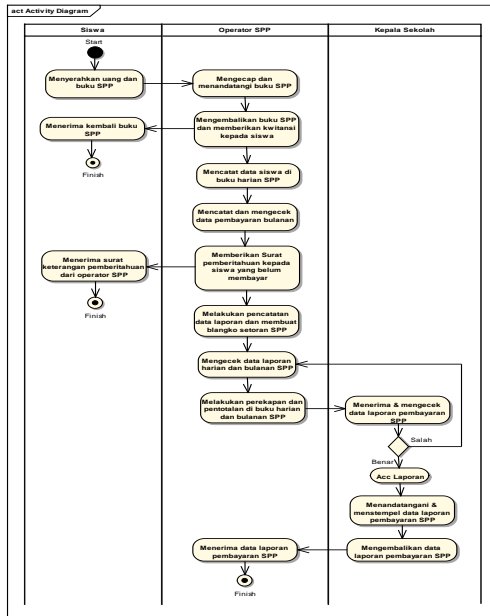 act Activity Diagram
Siswa
Operator SPP
Kepala Sekolah
Start
Menyerahkan uang dan
buku SPP
Mengecap dan
menandatangi buku SPP
Menerima kembali buku
SPP
Mengembalikan buku SPP
dan memberikan kwitansi
kepada siswa
Finish
Mencatat data siswa di
buku harian SPP
Mencatat dan mengecek
data pembayaran bulanan
Menerima surat
keterangan pemberitahuan
dari operator SPP
Memberikan Surat
pemberitahuan kepada
siswa yang belum
membayar
Finish
Melakukan pencatatan
data laporan dan membuat
blangko setoran SPP
Mengecek data laporan
harian dan bulanan SPP
Melakukan perekapan dan
pentotalan di buku harian
dan bulanan SPP
Menerima & mengecek
data laporan pembayaran
SPP
Salah
Benar
Acc Laporan
Menandatangani &
menstempel data laporan
pembayaran SPP
Menerima data laporan
pembayaran SPP
Mengembalikan data
laporan pembayaran SPP
Finish